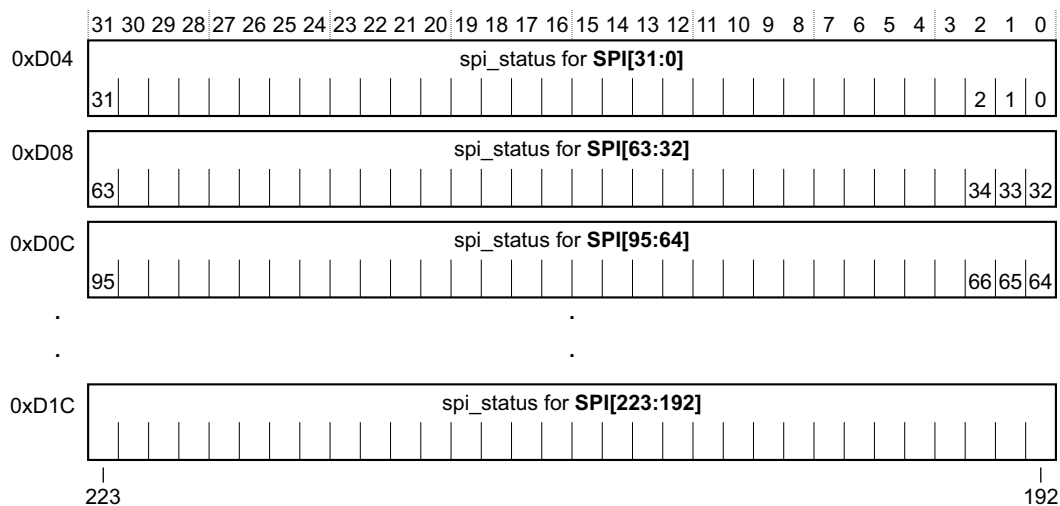 31 30 29 28 27 26 25 24 23 22 21 20 19 18 17 16 15 14 13 12 11 10 9 8 7 6 5 4 3 2 1 0
0xD04
spi_status for SPI[31:0]
31 2 1 0
0xD08
spi_status for SPI[63:32]
63 34 33 32
0xD0C
spi_status for SPI[95:64]
95 66 65 64
. .
. .
0xD1C
spi_status for SPI[223:192]
223 192